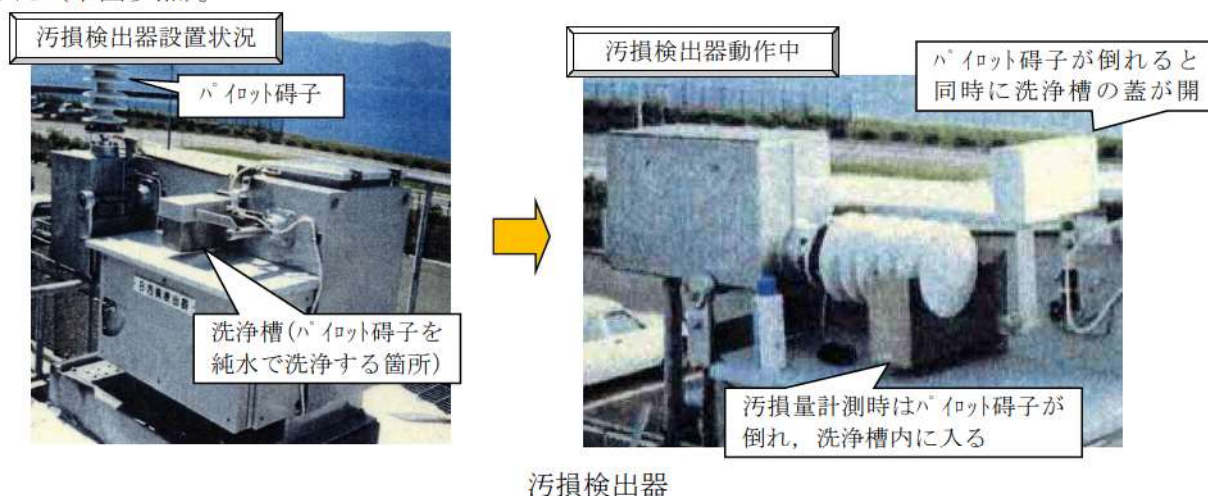 汚損検出器設置状況
パイロット碍子
洗浄槽(パイロット碍子を
純水で洗浄する箇所)
汚損検出器動作中
パイロット碍子が倒れると
同時に洗浄槽の蓋が開
汚損量計測時はパイロット碍子が
倒れ，洗浄槽内に入る
汚損検出器